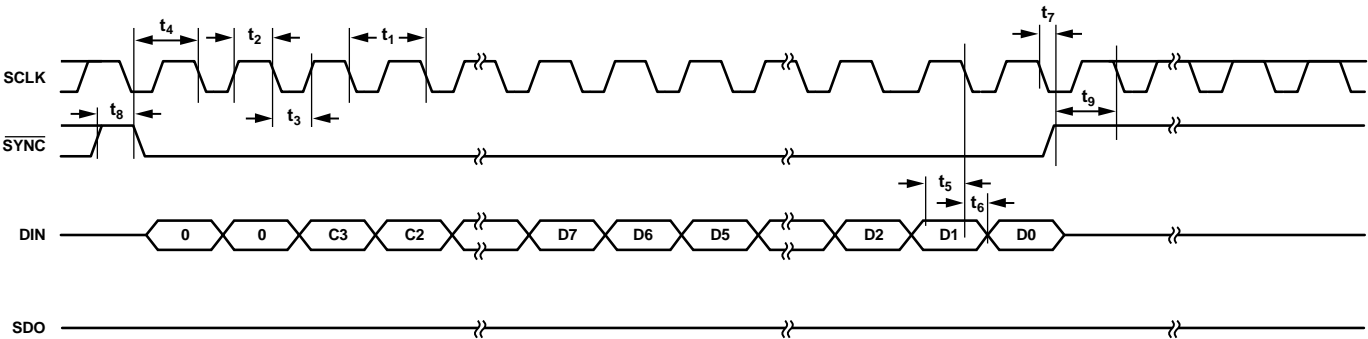 t4 t2 t1 t7
SCLK
t8 t3 t9
S̅Y̅N̅C̅
t5 t6
DIN 0 0 C3 C2 D7 D6 D5 D2 D1 D0
SDO